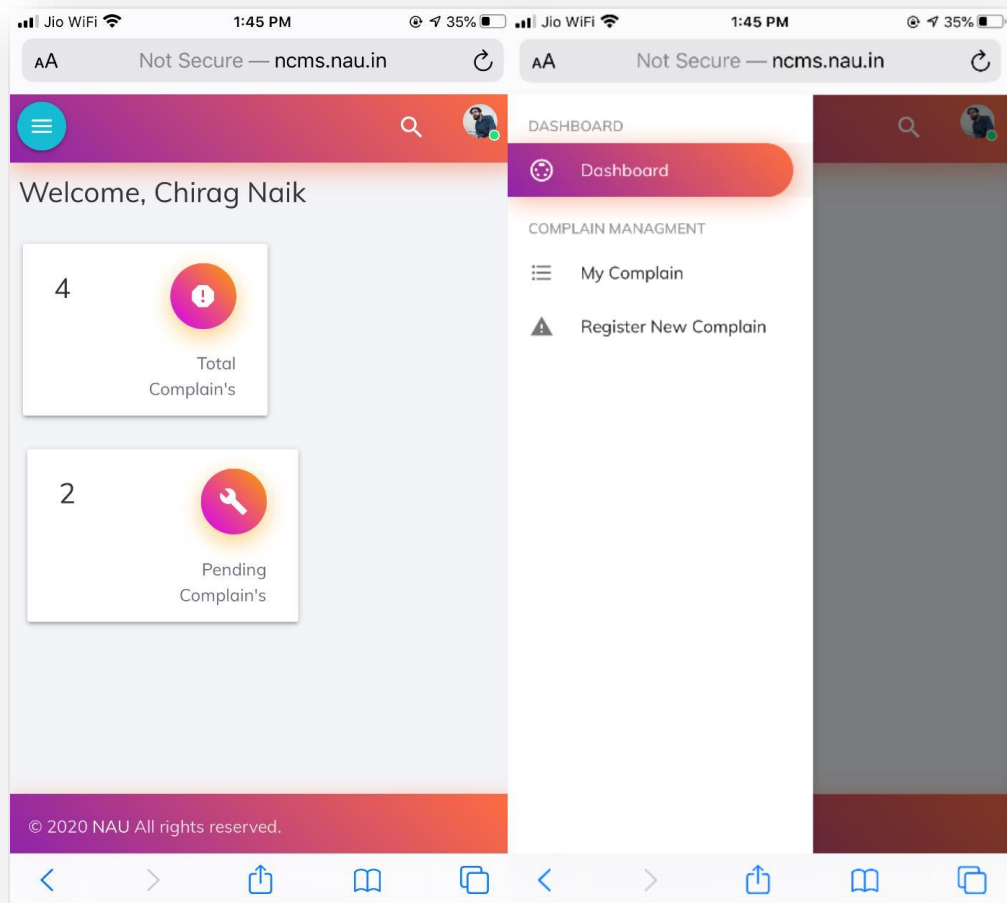 Jio WiFi 1:45 PM 35%
AA Not Secure — ncms.nau.in
Welcome, Chirag Naik
4
Total
Complain's
2
Pending
Complain's
© 2020 NAU All rights reserved.
Jio WiFi 1:45 PM 35%
AA Not Secure — ncms.nau.in
DASHBOARD
Dashboard
COMPLAIN MANAGMENT
My Complain
Register New Complain